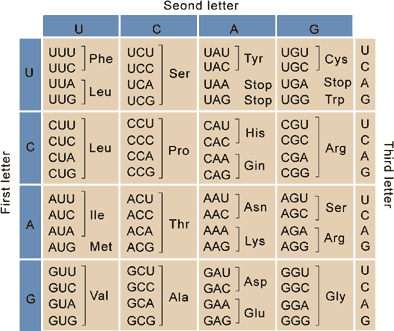 Seond letter
U C A G
First letter
Third letter
U
UUU
UUC
Phe
UUA
UUG
Leu
UCU
UCC
UCA
UCG
Ser
UAU
UAC
Tyr
UAA Stop
UAG Stop
UGU
UGC
Cys
UGA Stop
UGG Trp
U
C
A
G
C
CUU
CUC
CUA
CUG
Leu
CCU
CCC
CCA
CCG
Pro
CAU
CAC
His
CAA
CAG
Gin
CGU
CGC
CGA
CGG
Arg
U
C
A
G
A
AUU
AUC
AUA
Ile
AUG Met
ACU
ACC
ACA
ACG
Thr
AAU
AAC
Asn
AAA
AAG
Lys
AGU
AGC
Ser
AGA
AGG
Arg
U
C
A
G
G
GUU
GUC
GUA
GUG
Val
GCU
GCC
GCA
GCG
Ala
GAU
GAC
Asp
GAA
GAG
Glu
GGU
GGC
GGA
GGG
Gly
U
C
A
G